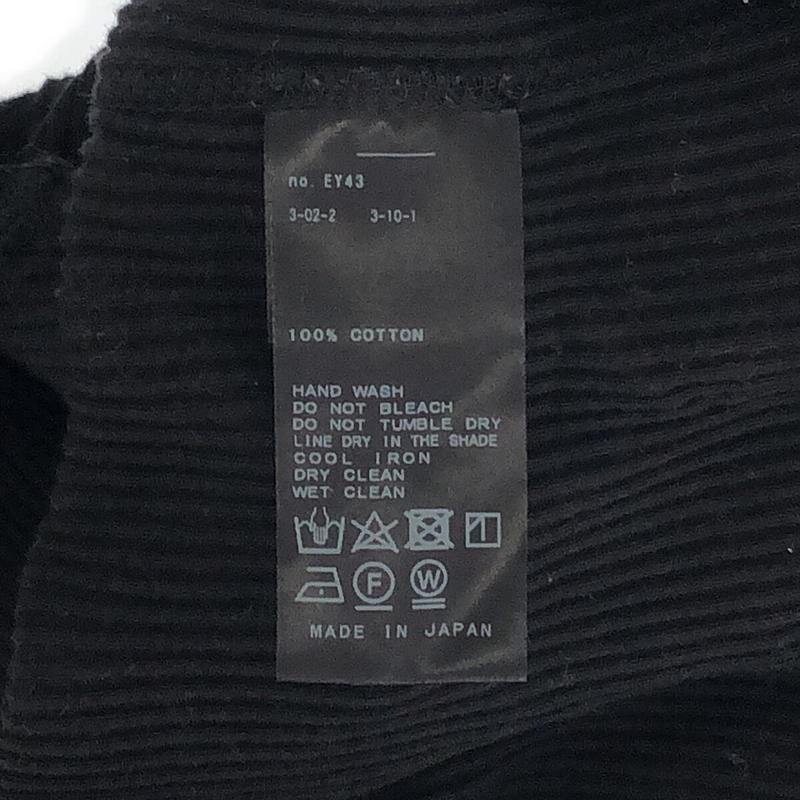 no. EY43
3-02-2 3-10-1
100% COTTON
HAND WASH
DO NOT BLEACH
DO NOT TUMBLE DRY
LINE DRY IN THE SHADE
COOL IRON
DRY CLEAN
WET CLEAN
F W
MADE IN JAPAN